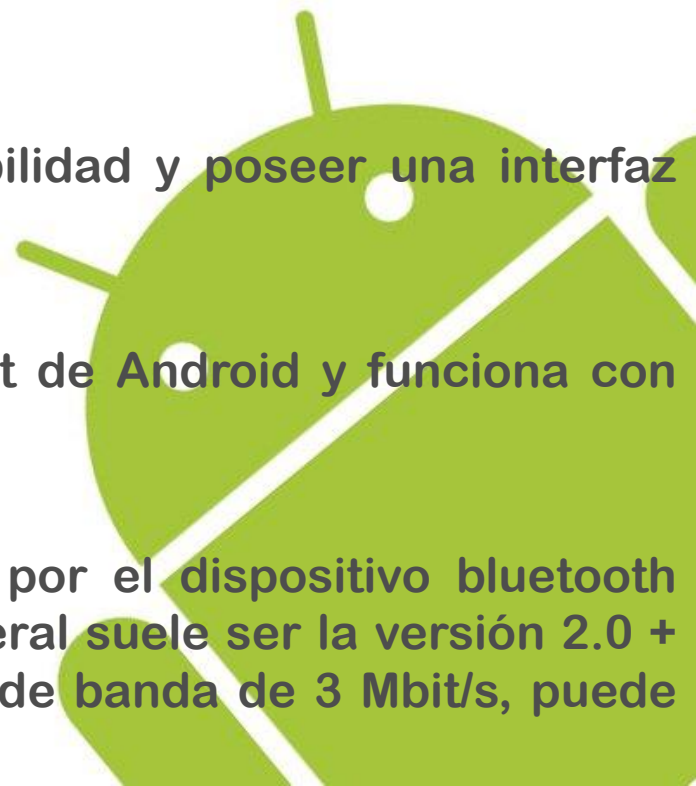 bilidad y poseer una interfaz
t de Android y funciona con
por el dispositivo bluetooth
eral suele ser la versión 2.0 +
de banda de 3 Mbit/s, puede